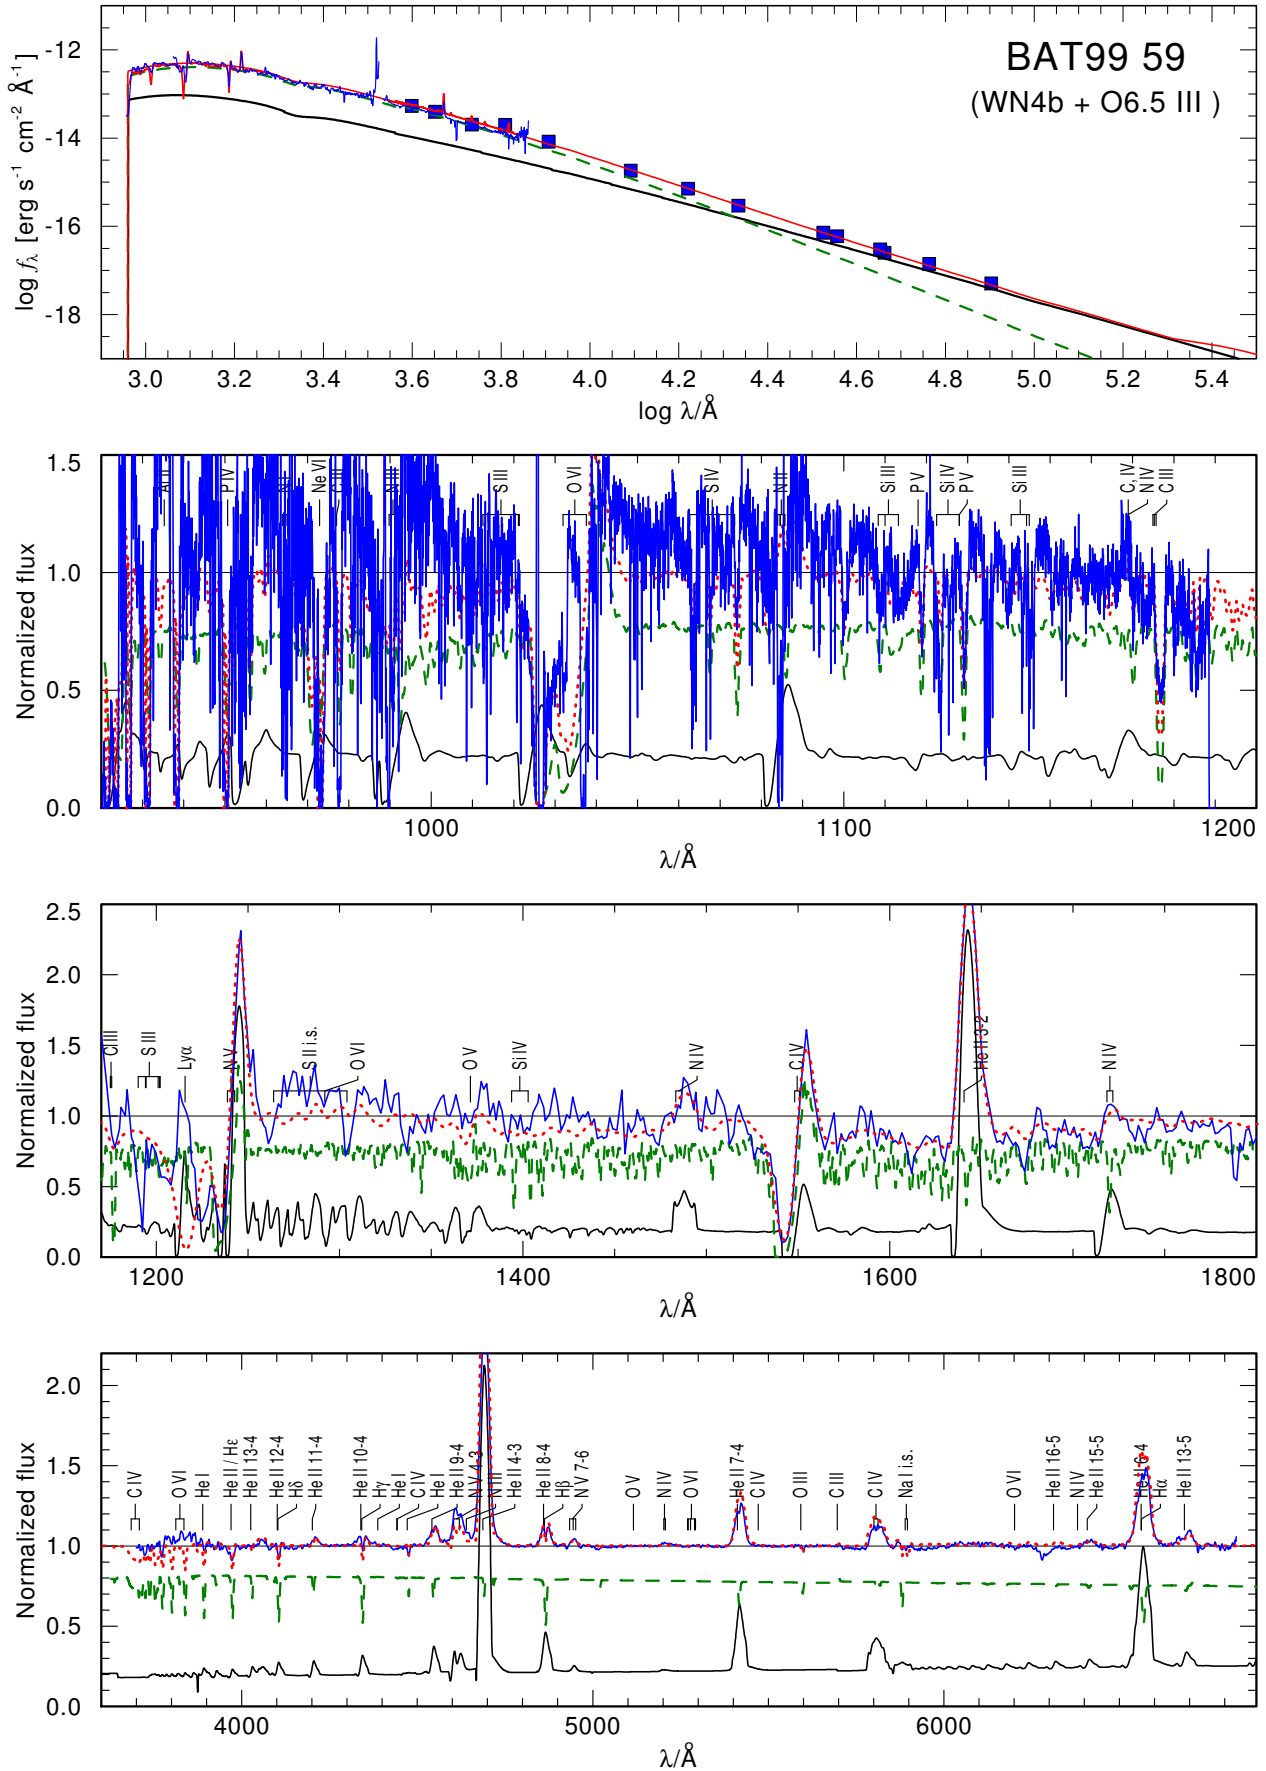 BAT99 59
(WN4b + O6.5 III )
log fλ [erg s-1 cm-2 Å-1]
-12
-14
-16
-18
3.0 3.2 3.4 3.6 3.8 4.0 4.2 4.4 4.6 4.8 5.0 5.2 5.4
log λ/Å
Normalized flux
1.5
1.0
0.5
0.0
P IV
Ne VI
S III
O VI
S IV
Si III
P V
Si IV
P V
Si III
C IV
N IV
C III
1000 1100 1200
λ/Å
Normalized flux
2.5
2.0
1.5
1.0
0.5
0.0
C III
S III
Lyα
N V
S II i.s.
O VI
O V
Si IV
N IV
C IV
He II 3-2
N IV
1200 1400 1600 1800
λ/Å
Normalized flux
2.0
1.5
1.0
0.5
0.0
C IV
O VI
He I
He II / Hε
He II 13-4
He II 12-4
Hδ
He II 11-4
He II 10-4
Hγ
He I
C IV
He I
He II 9-4
N V 4-3
He II 4-3
He II 8-4
Hβ
N V 7-6
O V
N IV
O VI
He II 7-4
C IV
O III
C III
C IV
Na I i.s.
O VI
He II 16-5
N IV
He II 15-5
He II 6-4
Hα
He II 13-5
4000 5000 6000
λ/Å